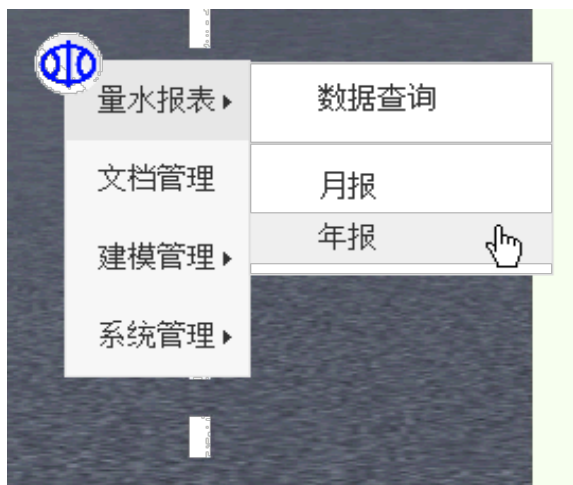 量水报表
数据查询
文档管理
月报
年报
建模管理
系统管理